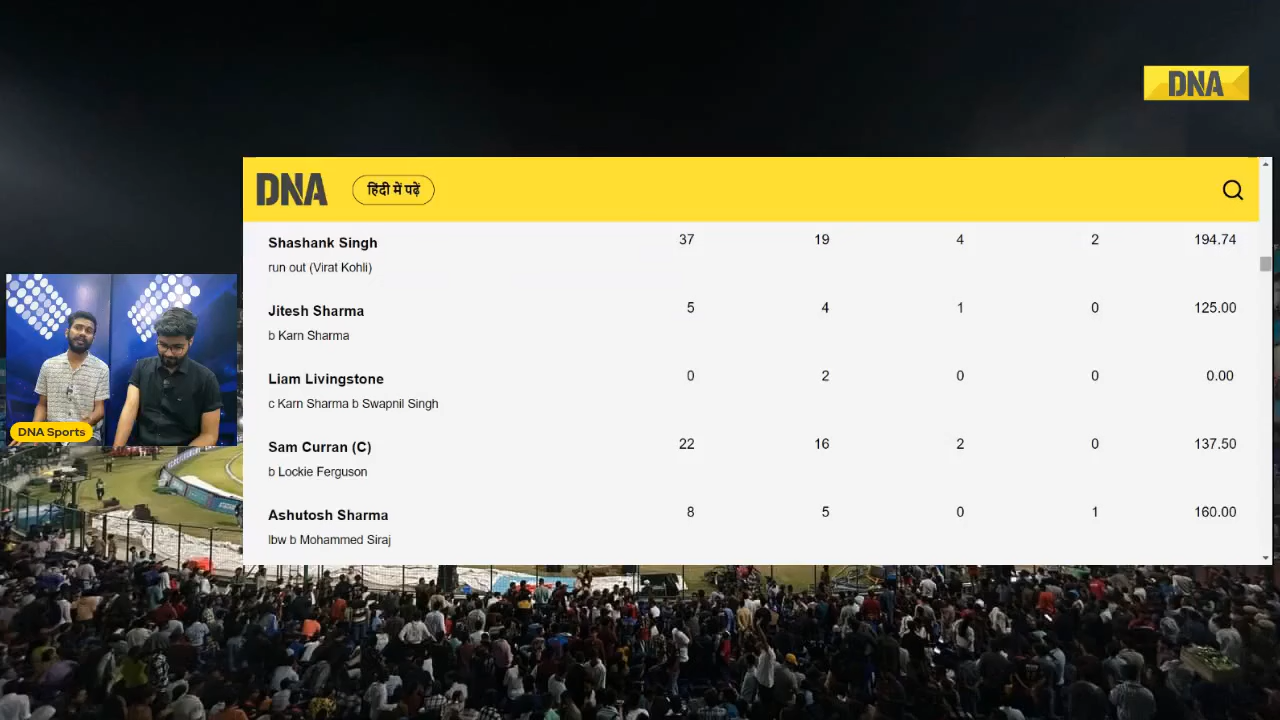 DNA
DNA
हिंदी में पढ़ें
Shashank Singh 37 19 4 2 194.74
run out (Virat Kohli)
Jitesh Sharma 5 4 1 0 125.00
b Karn Sharma
Liam Livingstone 0 2 0 0 0.00
c Karn Sharma b Swapnil Singh
Sam Curran (C) 22 16 2 0 137.50
b Lockie Ferguson
Ashutosh Sharma 8 5 0 1 160.00
lbw b Mohammed Siraj
DNA Sports